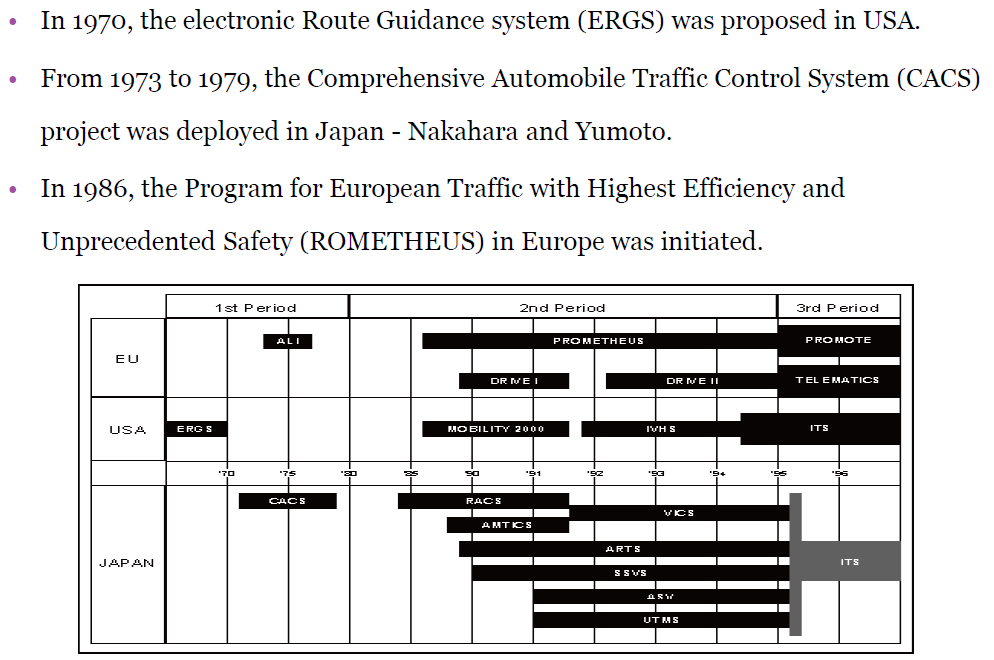 • In 1970, the electronic Route Guidance system (ERGS) was proposed in USA.
• From 1973 to 1979, the Comprehensive Automobile Traffic Control System (CACS)
project was deployed in Japan - Nakahara and Yumoto.
• In 1986, the Program for European Traffic with Highest Efficiency and
Unprecedented Safety (ROMETHEUS) in Europe was initiated.
1st Period 2nd Period 3rd Period
EU
ALI PROMETHEUS PROMOTE
DRIVE I DRIVE II TELEMATICS
USA ERGS MOBILITY 2000 IVHS ITS
'70 '75 '80 '85 '90 '91 '92 '93 '94 '95 '96
JAPAN
CACS RACS
VICS
AMTICS
ARTS
ITS
SSVS
ASV
UTMS